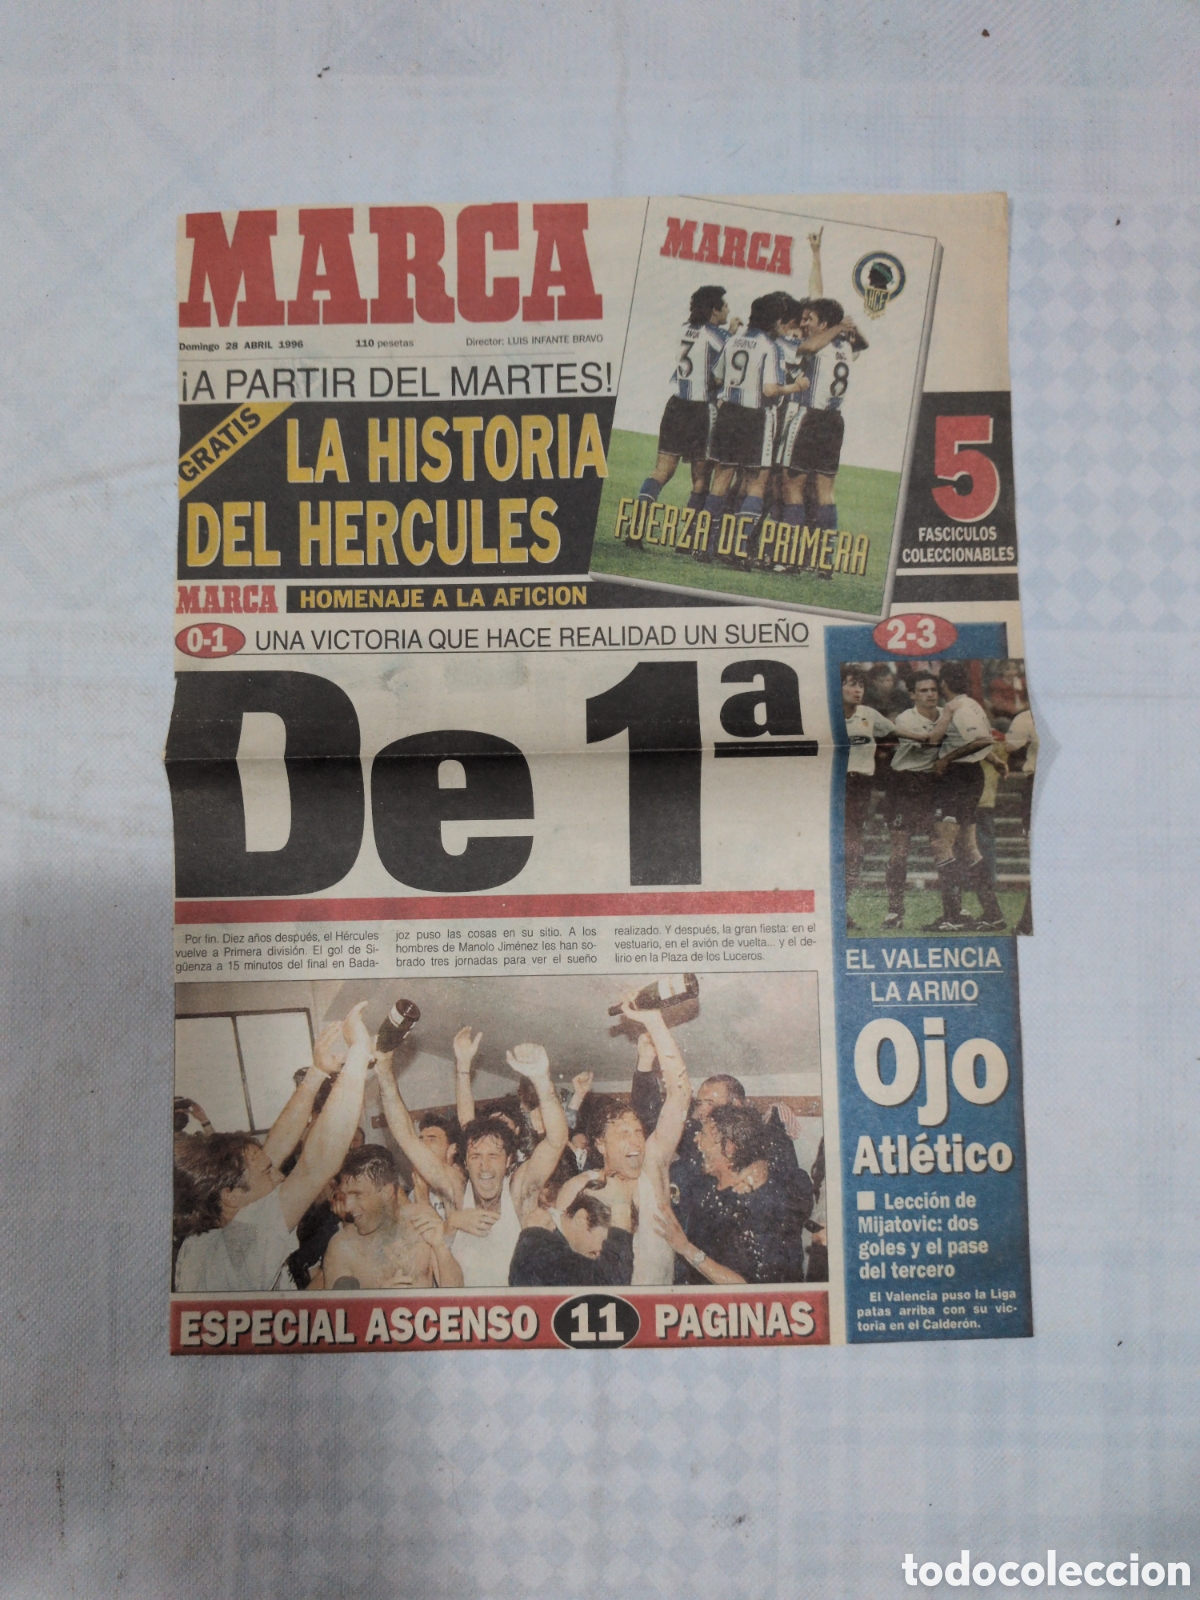 MARCA
Domingo 28 ABRIL 1996 110 pesetas Director: LUIS INFANTE BRAVO
¡A PARTIR DEL MARTES!
GRATIS
LA HISTORIA
DEL HERCULES
MARCA HOMENAJE A LA AFICION
MARCA
HCF
3
9
8
FUERZA DE PRIMERA
5
FASCICULOS
COLECCIONABLES
0-1 UNA VICTORIA QUE HACE REALIDAD UN SUEÑO
De 1ª
Por fin. Diez años después, el Hércules
vuelve a Primera división. El gol de Si-
güenza a 15 minutos del final en Bada-
joz puso las cosas en su sitio. A los
hombres de Manolo Jiménez les han so-
brado tres jornadas para ver el sueño
realizado. Y después, la gran fiesta: en el
vestuario, en el avión de vuelta... y el de-
lirio en la Plaza de los Luceros.
ESPECIAL ASCENSO 11 PAGINAS
2-3
8
EL VALENCIA
LA ARMO
Ojo
Atlético
■ Lección de
Mijatovic: dos
goles y el pase
del tercero
El Valencia puso la Liga
patas arriba con su vic-
toria en el Calderón.
todocoleccion